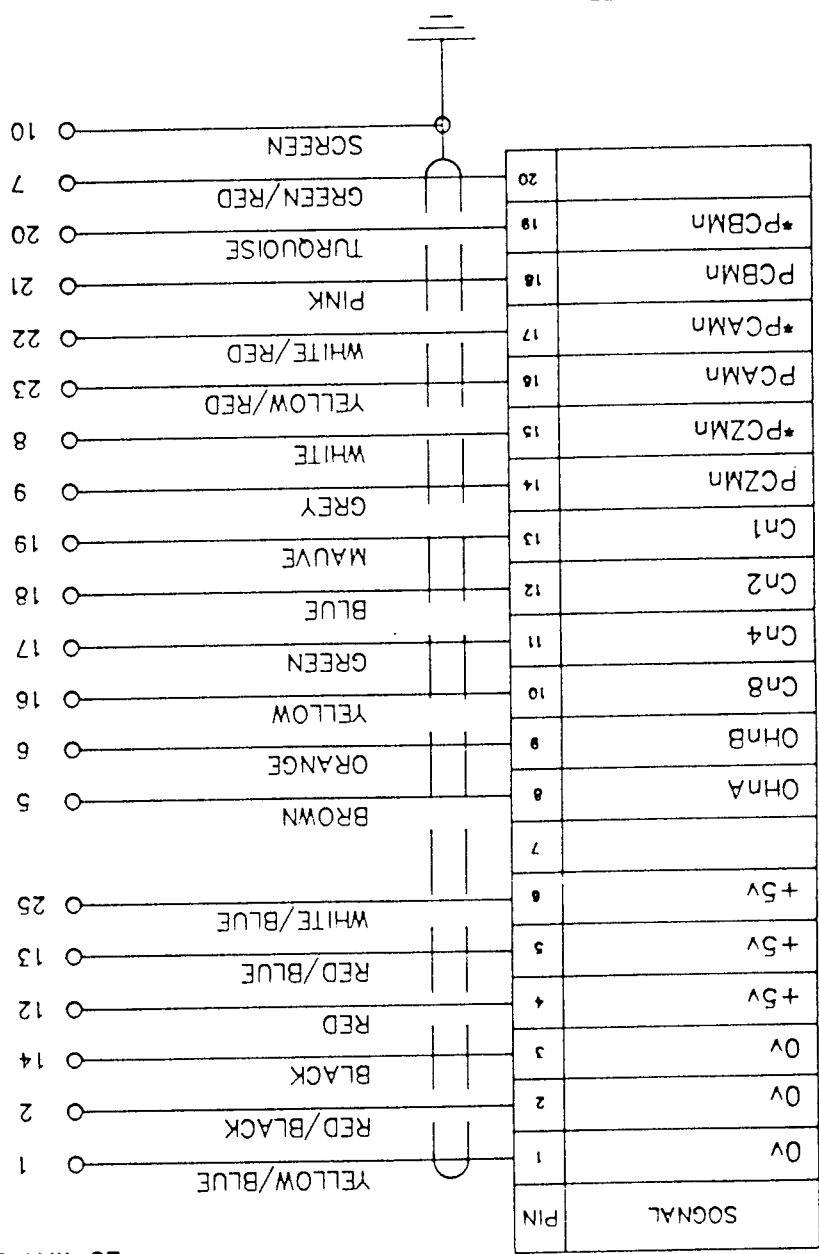 SOGNAL PIN
0v 1 YELLOW/BLUE 1
0v 2 RED/BLACK 2
0v 3 BLACK 14
+5v 4 RED 12
+5v 5 RED/BLUE 13
+5v 6 WHITE/BLUE 25
7
OHnA 8 BROWN 5
OHnB 9 ORANGE 6
Cn8 10 YELLOW 16
Cn4 11 GREEN 17
Cn2 12 BLUE 18
Cn1 13 MAUVE 19
PCZMn 14 GREY 9
*PCZMn 15 WHITE 8
PCAMn 16 YELLOW/RED 23
*PCAMn 17 WHITE/RED 22
PCBMn 18 PINK 21
*PCBMn 19 TURQUOISE 20
20 GREEN/RED 7
SCREEN 10